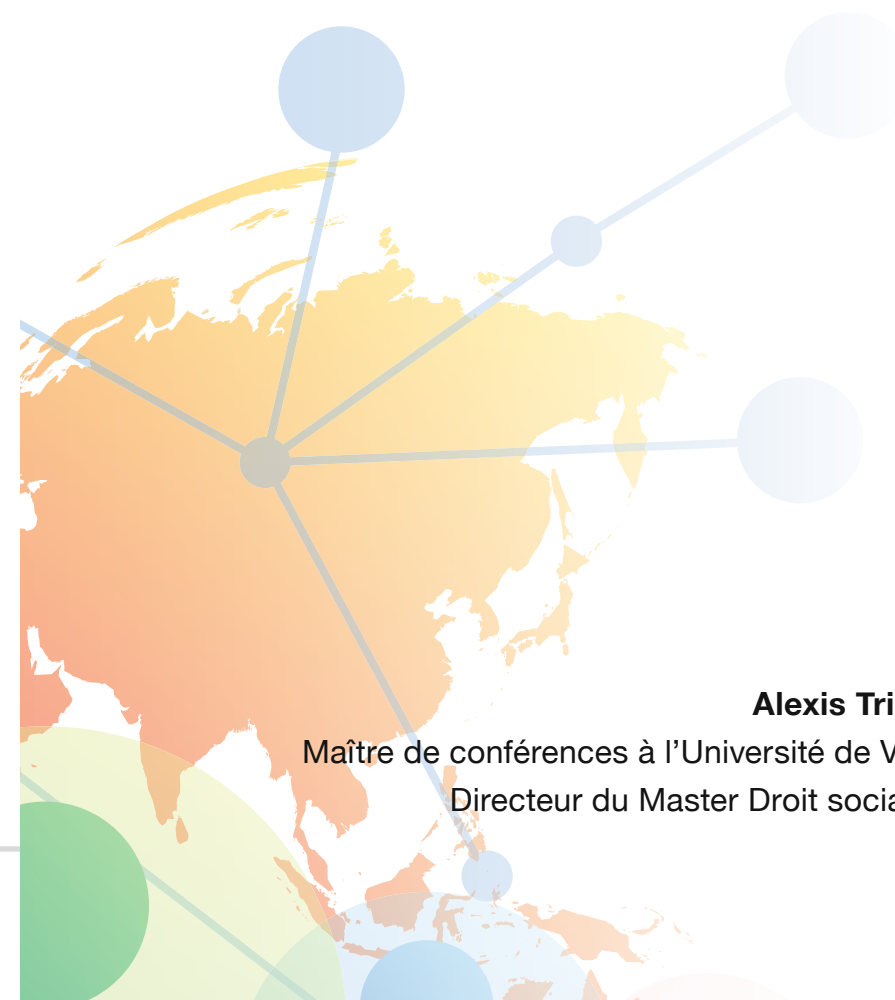 Alexis Tri
Maître de conférences à l’Université de V
Directeur du Master Droit socia